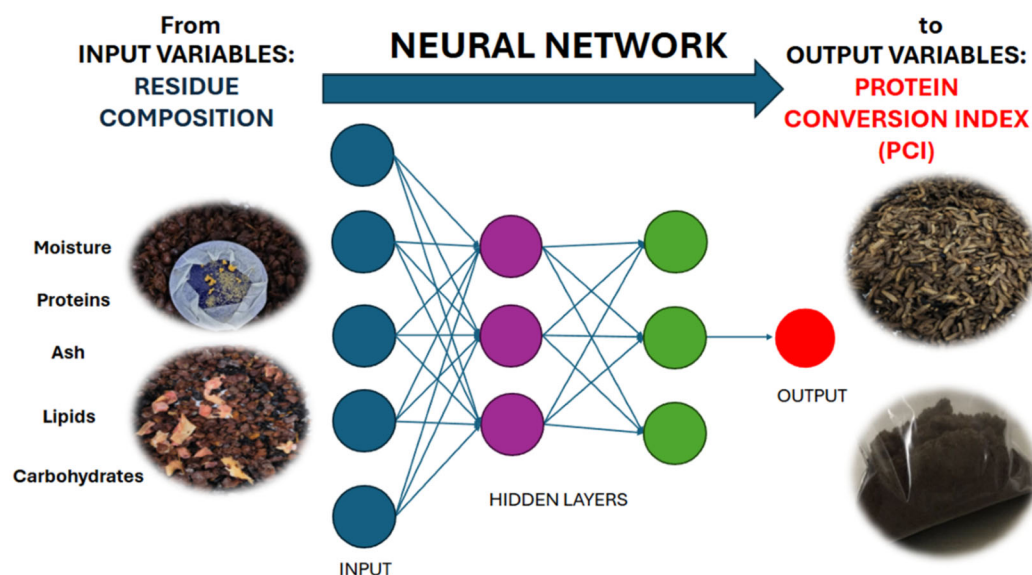 From
INPUT VARIABLES:
RESIDUE
COMPOSITION
NEURAL NETWORK
to
OUTPUT VARIABLES:
PROTEIN
CONVERSION INDEX
(PCI)
Moisture
Proteins
Ash
Lipids
Carbohydrates
INPUT
HIDDEN LAYERS
OUTPUT